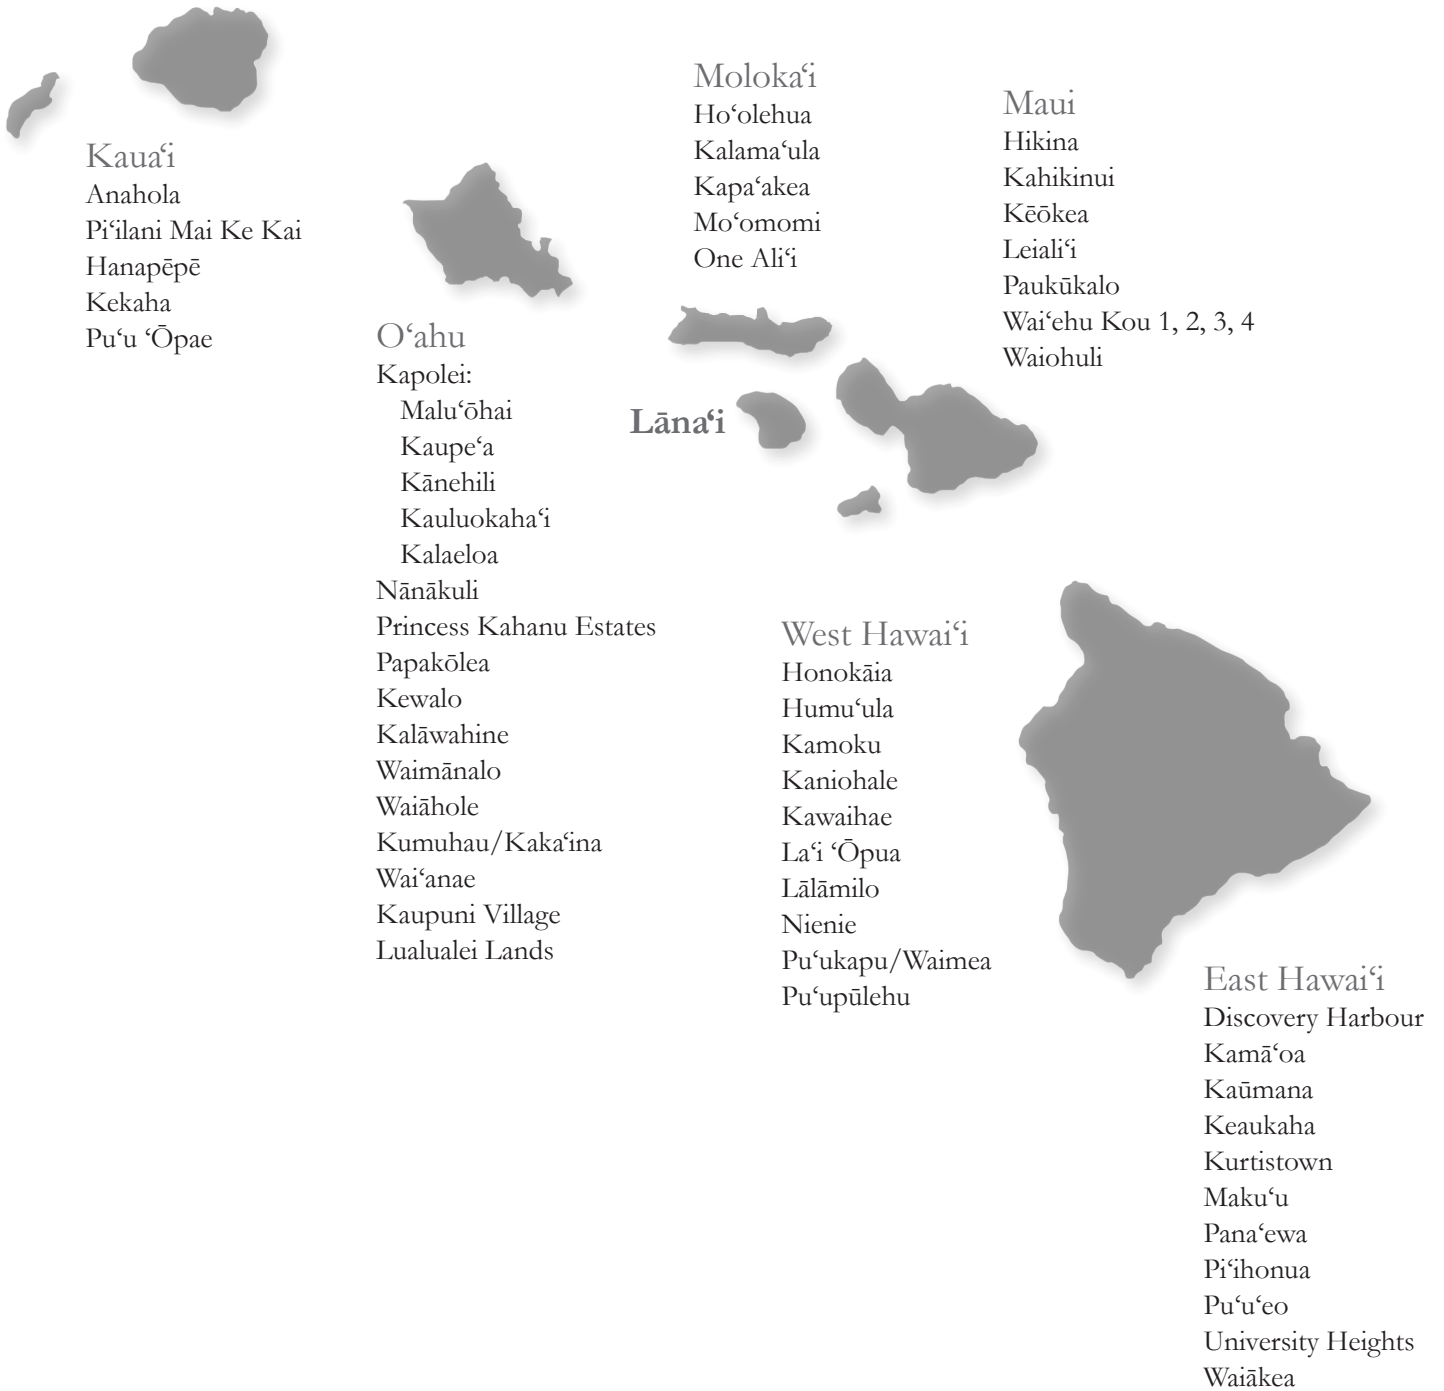 Kauaʻi
Anahola
Piʻilani Mai Ke Kai
Hanapēpē
Kekaha
Puʻu ʻŌpae
Oʻahu
Kapolei:
Maluʻōhai
Kaupeʻa
Kānehili
Kauluokahaʻi
Kalaeloa
Nānākuli
Princess Kahanu Estates
Papakōlea
Kewalo
Kalāwahine
Waimānalo
Waiāhole
Kumuhau/Kakaʻina
Waiʻanae
Kaupuni Village
Lualualei Lands
Molokaʻi
Hoʻolehua
Kalamaʻula
Kapaʻakea
Moʻomomi
One Aliʻi
Lānaʻi
Maui
Hikina
Kahikinui
Kēōkea
Leialiʻi
Paukūkalo
Waiʻehu Kou 1, 2, 3, 4
Waiohuli
West Hawaiʻi
Honokāia
Humuʻula
Kamoku
Kaniohale
Kawaihae
Laʻi ʻŌpua
Lālāmilo
Nienie
Puʻukapu/Waimea
Puʻupūlehu
East Hawaiʻi
Discovery Harbour
Kamāʻoa
Kaūmana
Keaukaha
Kurtistown
Makuʻu
Panaʻewa
Piʻihonua
Puʻuʻeo
University Heights
Waiākea